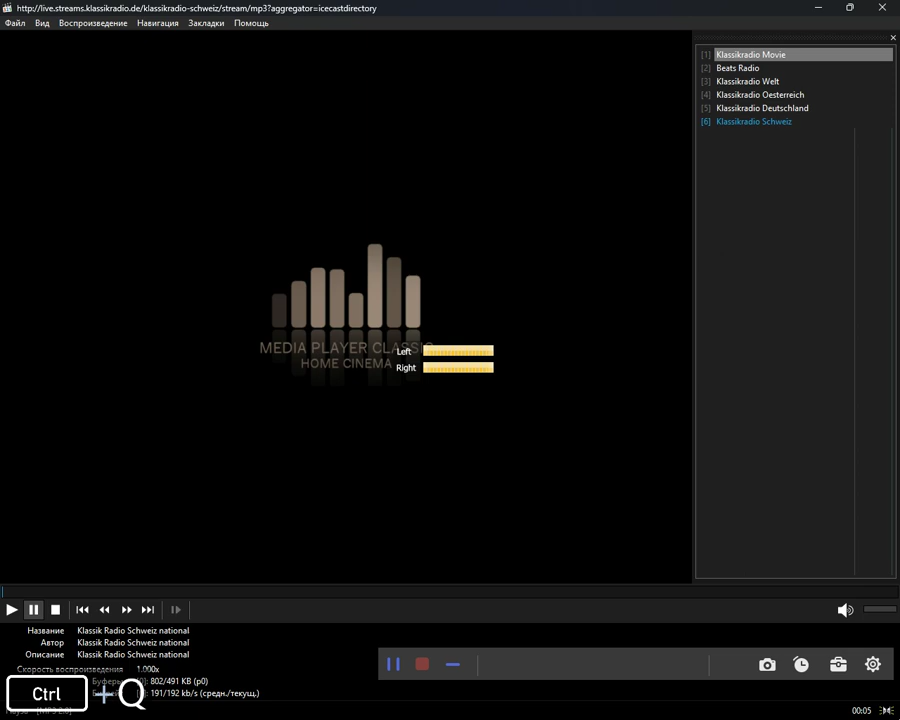 http://live.streams.klassikradio.de/klassikradio-schweiz/stream/mp3?aggregator=icecastdirectory
Файл Вид Воспроизведение Навигация Закладки Помощь
[1] Klassikradio Movie
[2] Beats Radio
[3] Klassikradio Welt
[4] Klassikradio Oesterreich
[5] Klassikradio Deutschland
[6] Klassikradio Schweiz
MEDIA PLAYER CLASSIC
HOME CINEMA
Left
Right
Название Klassik Radio Schweiz national
Автор Klassik Radio Schweiz national
Описание Klassik Radio Schweiz national
Скорость воспроизведения 1.000x
Буферы [0]: 802/491 KB (p0)
191/192 kb/s (средн./текущ.)
Ctrl +Q
00:05